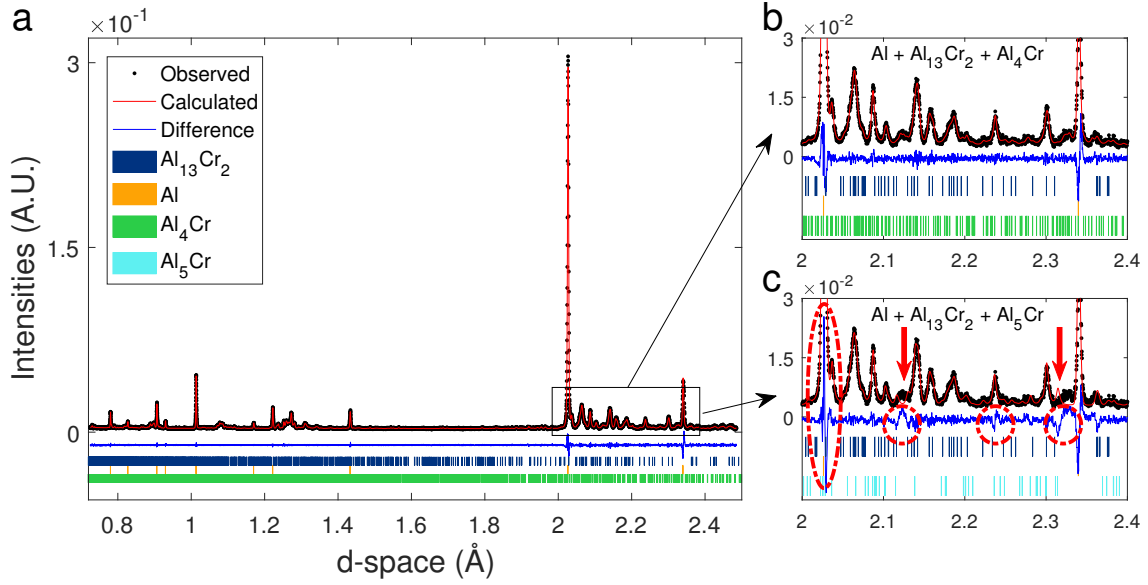 a
×10⁻¹
3
1.5
0
Intensities (A.U.)
Observed
Calculated
Difference
Al₁₃Cr₂
Al
Al₄Cr
Al₅Cr
0.8 1 1.2 1.4 1.6 1.8 2 2.2 2.4
d-space (Å)
b
×10⁻²
3
1.5
0
Al + Al₁₃Cr₂ + Al₄Cr
2 2.1 2.2 2.3 2.4
c
×10⁻²
3
1.5
0
Al + Al₁₃Cr₂ + Al₅Cr
2 2.1 2.2 2.3 2.4